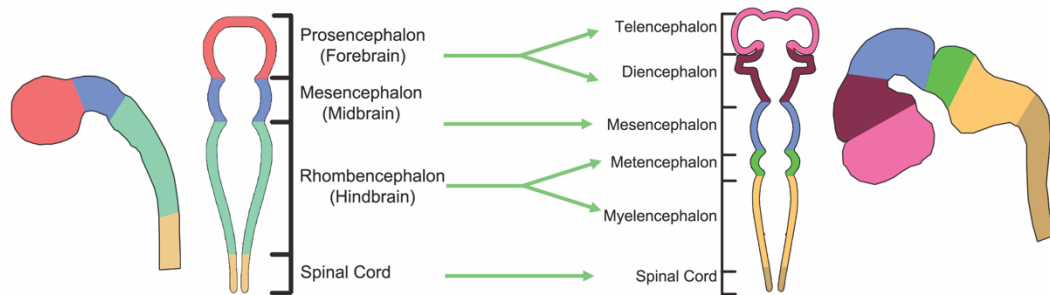 Prosencephalon
(Forebrain)
Mesencephalon
(Midbrain)
Rhombencephalon
(Hindbrain)
Spinal Cord
Telencephalon
Diencephalon
Mesencephalon
Metencephalon
Myelencephalon
Spinal Cord